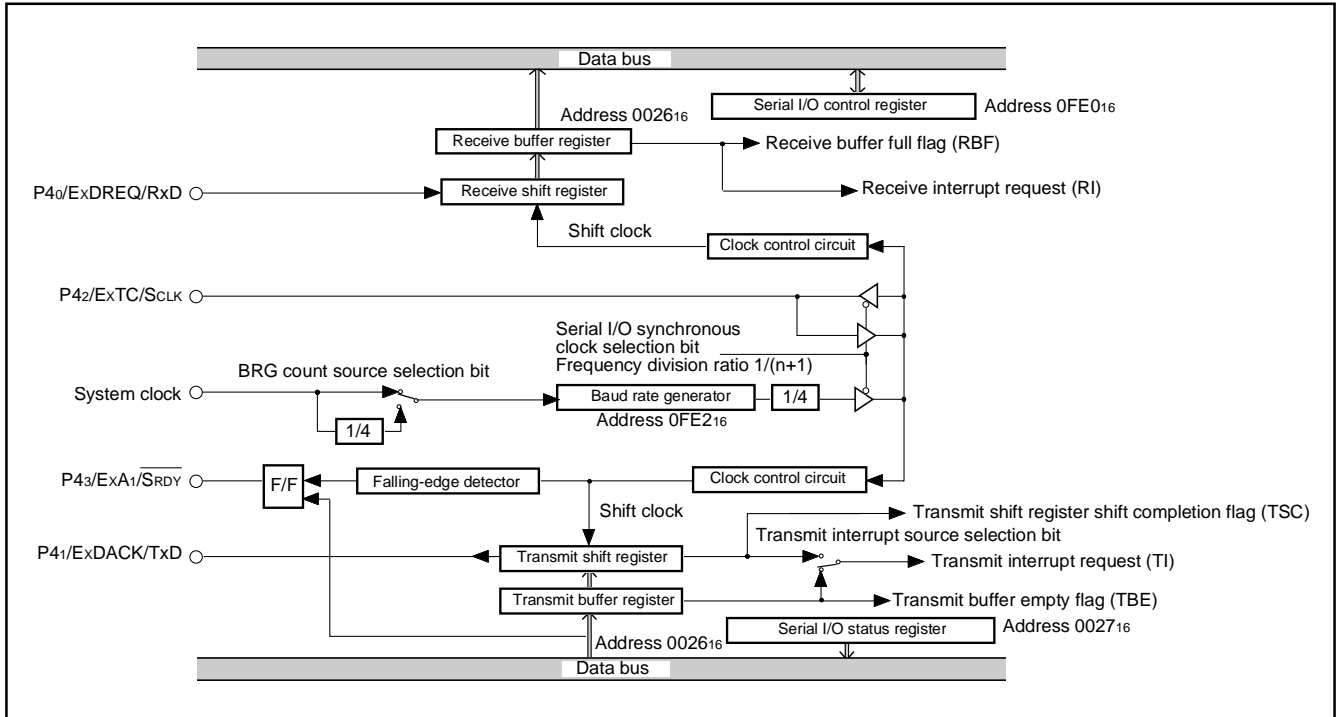 Data bus
Serial I/O control register Address 0FE0₁₆
Address 0026₁₆
Receive buffer register
Receive buffer full flag (RBF)
P4₀/ExDREQ/RxD
Receive shift register
Receive interrupt request (RI)
Shift clock
Clock control circuit
P4₂/ExTC/SCLK
Serial I/O synchronous
clock selection bit
Frequency division ratio 1/(n+1)
BRG count source selection bit
System clock
Baud rate generator
1/4
1/4
Address 0FE2₁₆
P4₃/ExA₁/S̅R̅D̅Y̅
F/F
Falling-edge detector
Clock control circuit
Shift clock
Transmit shift register shift completion flag (TSC)
Transmit interrupt source selection bit
P4₁/ExDACK/TxD
Transmit shift register
Transmit interrupt request (TI)
Transmit buffer register
Transmit buffer empty flag (TBE)
Address 0026₁₆
Serial I/O status register Address 0027₁₆
Data bus